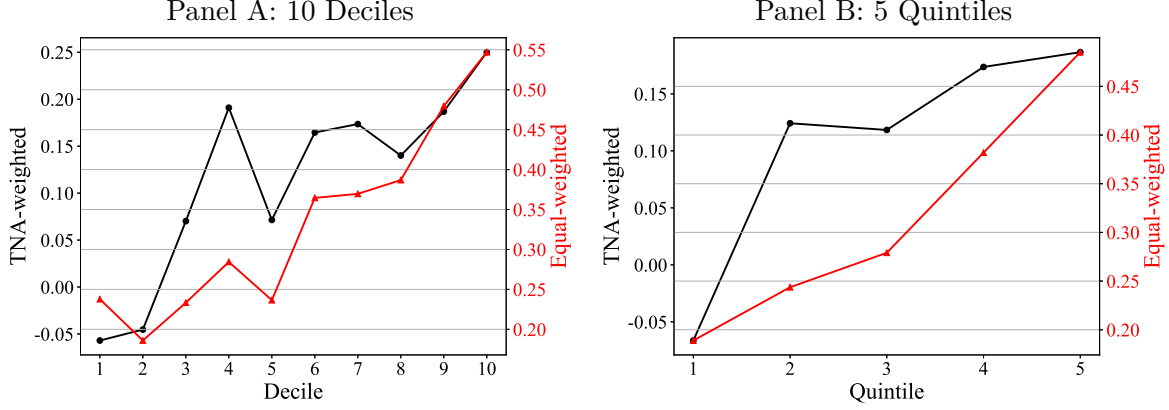 Panel A: 10 Deciles
0.25
0.20
0.15
0.10
0.05
0.00
-0.05
TNA-weighted
0.55
0.50
0.45
0.40
0.35
0.30
0.25
0.20
Equal-weighted
1 2 3 4 5 6 7 8 9 10
Decile
Panel B: 5 Quintiles
0.15
0.10
0.05
0.00
-0.05
TNA-weighted
0.45
0.40
0.35
0.30
0.25
0.20
Equal-weighted
1 2 3 4 5
Quintile